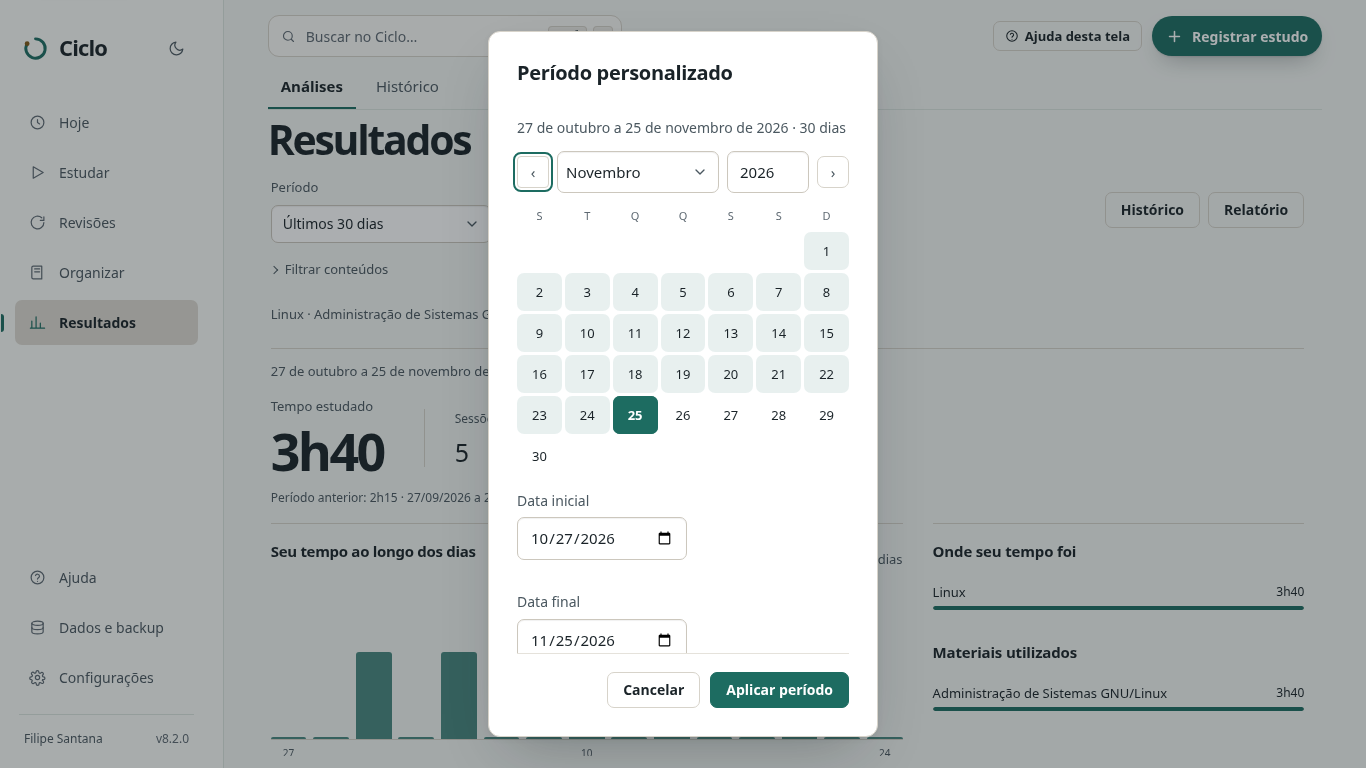 Ciclo
Hoje
Estudar
Revisões
Organizar
Resultados
Ajuda
Dados e backup
Configurações
Filipe Santana v8.2.0
Buscar no Ciclo...
Ajuda desta tela
Registrar estudo
Análises Histórico
Resultados
Período
Últimos 30 dias
Histórico Relatório
Filtrar conteúdos
Linux · Administração de Sistemas
27 de outubro a 25 de novembro de
Tempo estudado
3h40
5
Período anterior: 2h15 · 27/09/2026 a
Seu tempo ao longo dos dias
dias
27 10 24
Onde seu tempo foi
Linux 3h40
Materiais utilizados
Administração de Sistemas GNU/Linux 3h40
Período personalizado
27 de outubro a 25 de novembro de 2026 · 30 dias
‹ Novembro 2026 ›
S T Q Q S S D
1
2 3 4 5 6 7 8
9 10 11 12 13 14 15
16 17 18 19 20 21 22
23 24 25 26 27 28 29
30
Data inicial
10/27/2026
Data final
11/25/2026
Cancelar Aplicar período